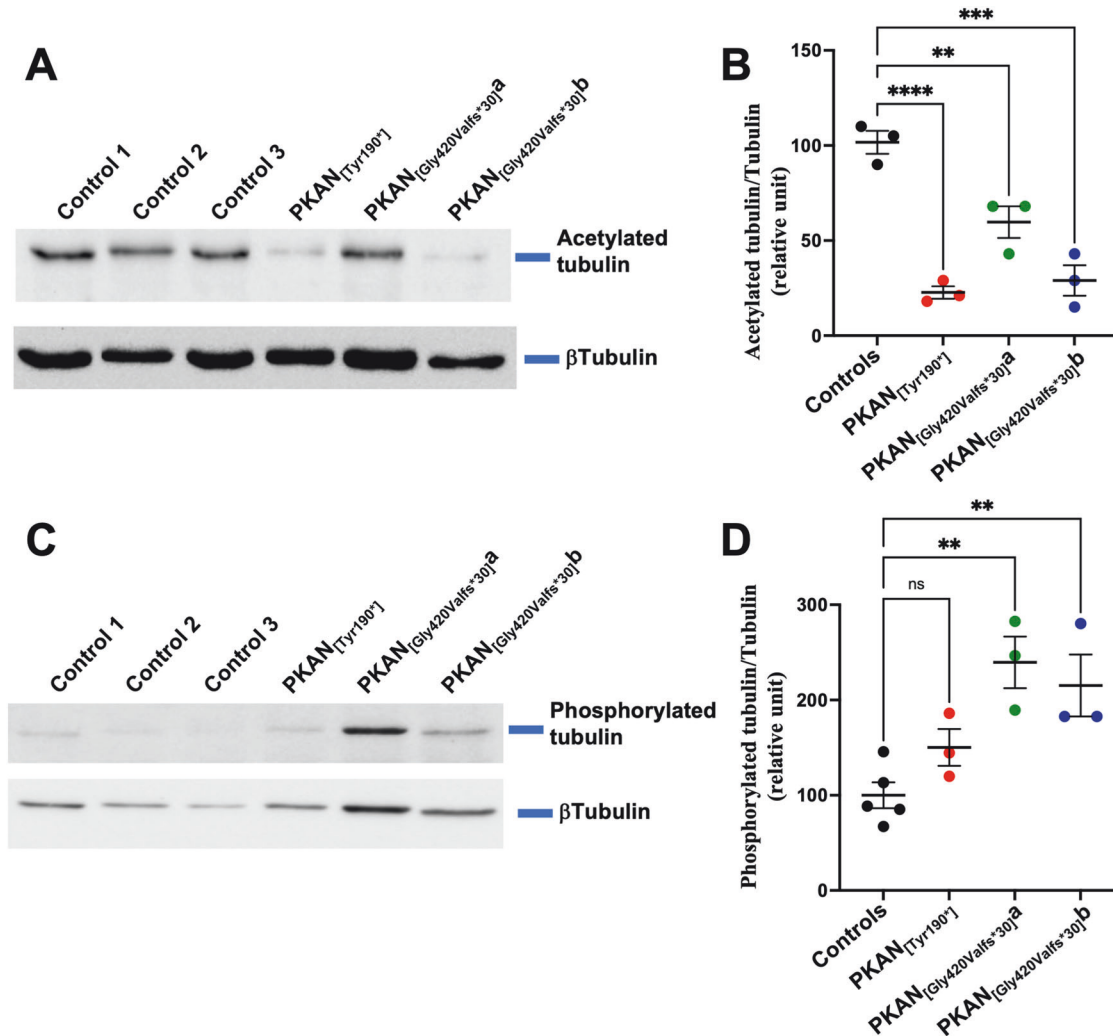 A
Control 1
Control 2
Control 3
PKAN[Tyr190*]
PKAN[Gly420Valfs*30]a
PKAN[Gly420Valfs*30]b
Acetylated
tubulin
βTubulin
B
***
**
****
150
100
50
0
Acetylated tubulin/Tubulin
(relative unit)
Controls
PKAN[Tyr190*]
PKAN[Gly420Valfs*30]a
PKAN[Gly420Valfs*30]b
C
Control 1
Control 2
Control 3
PKAN[Tyr190*]
PKAN[Gly420Valfs*30]a
PKAN[Gly420Valfs*30]b
Phosphorylated
tubulin
βTubulin
D
**
**
ns
300
200
100
0
Phosphorylated tubulin/Tubulin
(relative unit)
Controls
PKAN[Tyr190*]
PKAN[Gly420Valfs*30]a
PKAN[Gly420Valfs*30]b